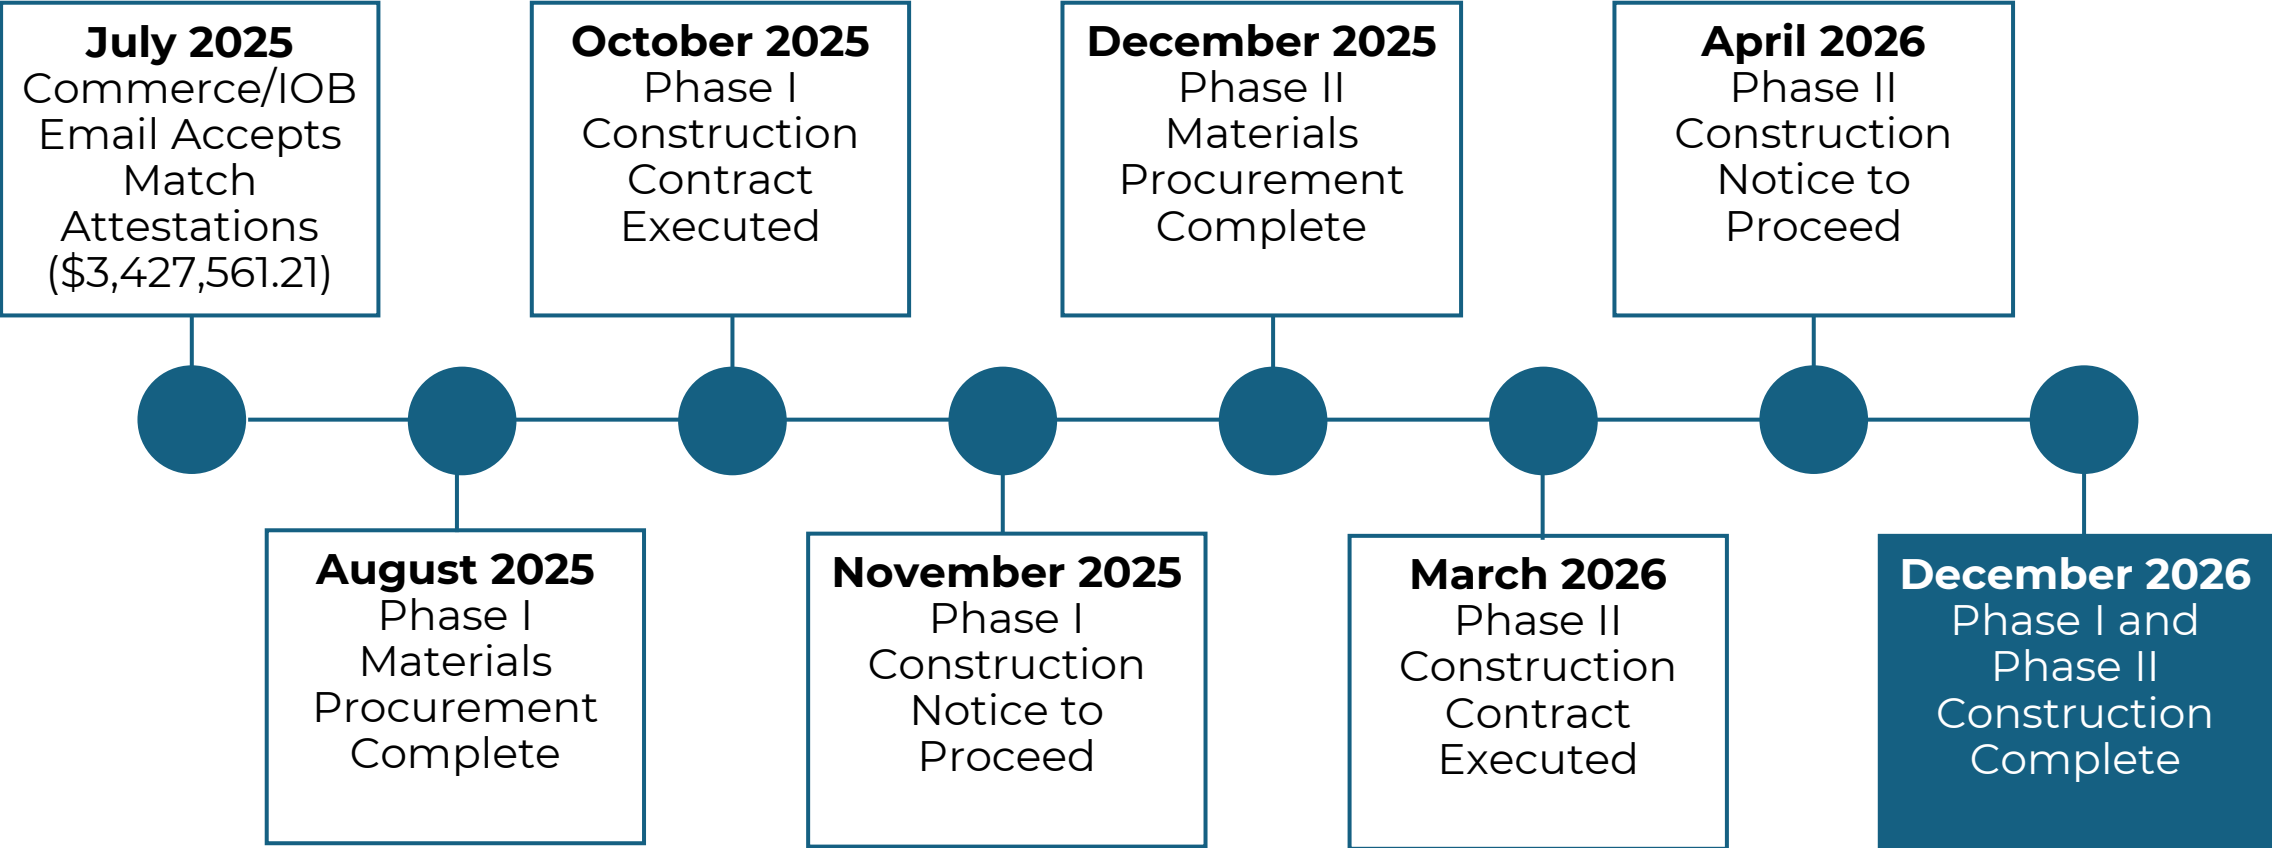 July 2025
Commerce/IOB
Email Accepts
Match
Attestations
($3,427,561.21)
August 2025
Phase I
Materials
Procurement
Complete
October 2025
Phase I
Construction
Contract
Executed
November 2025
Phase I
Construction
Notice to
Proceed
December 2025
Phase II
Materials
Procurement
Complete
March 2026
Phase II
Construction
Contract
Executed
April 2026
Phase II
Construction
Notice to
Proceed
December 2026
Phase I and
Phase II
Construction
Complete